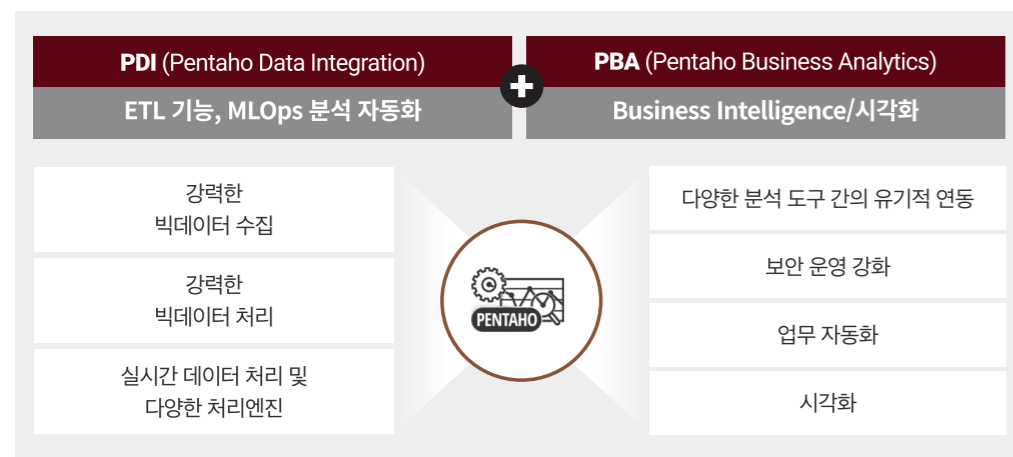 PDI (Pentaho Data Integration)
ETL 기능, MLOps 분석 자동화
PBA (Pentaho Business Analytics)
Business Intelligence/시각화
강력한
빅데이터 수집
강력한
빅데이터 처리
실시간 데이터 처리 및
다양한 처리엔진
PENTAHO
다양한 분석 도구 간의 유기적 연동
보안 운영 강화
업무 자동화
시각화